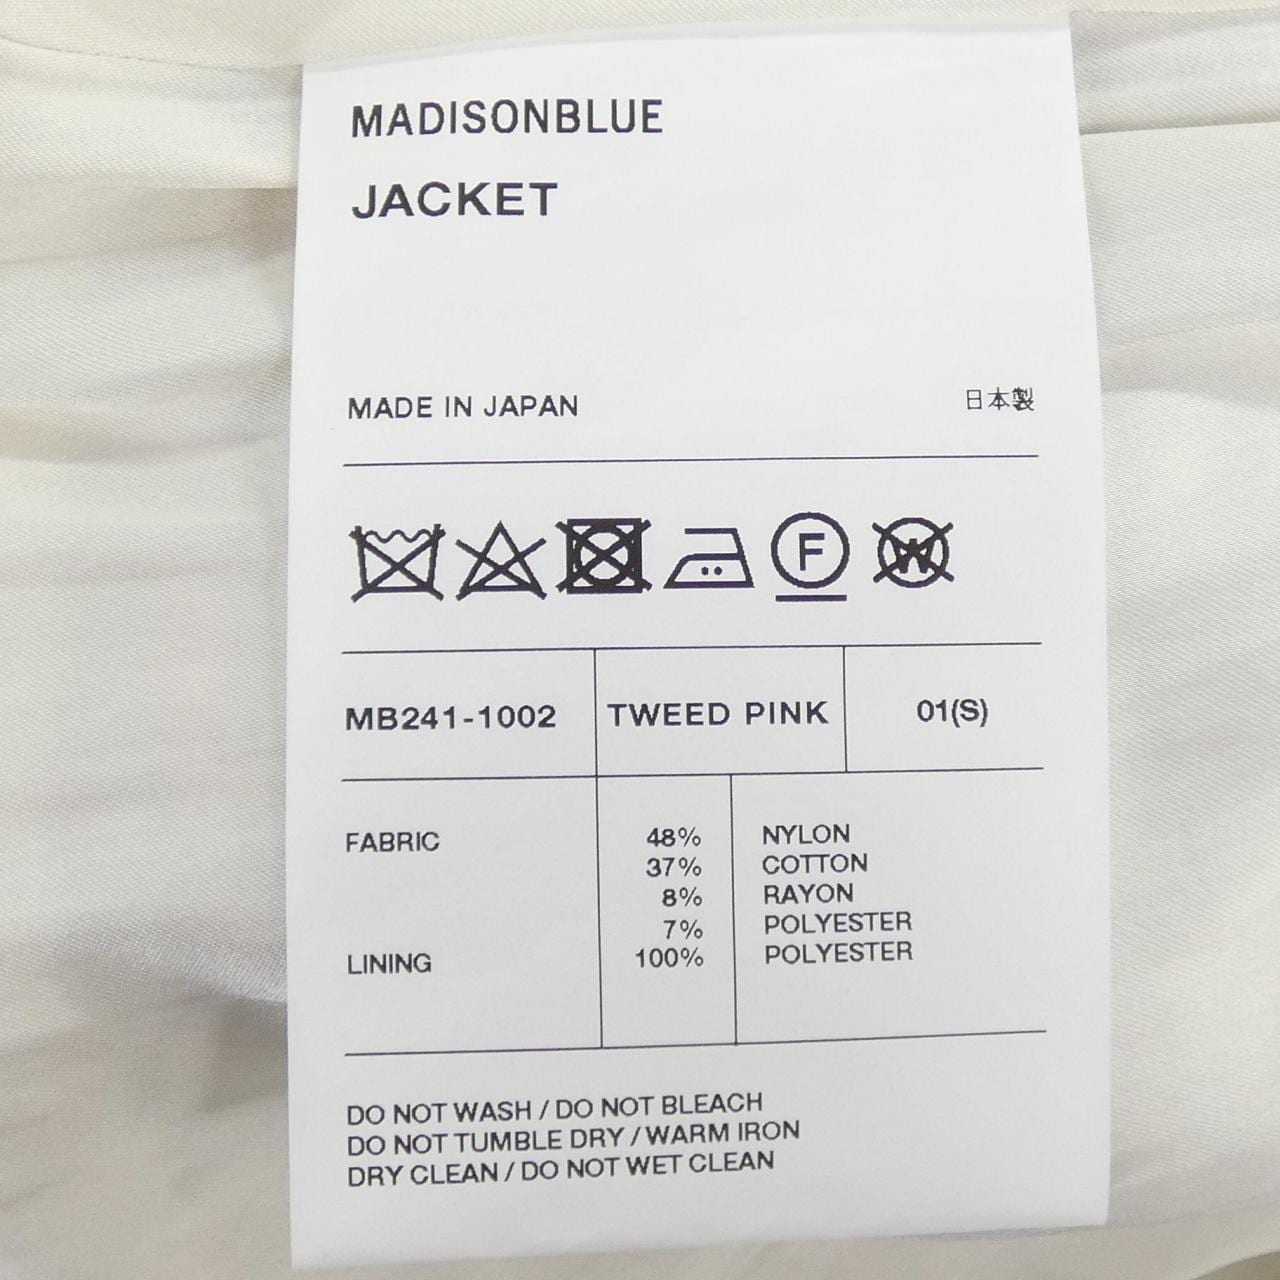 MADISONBLUE
JACKET
MADE IN JAPAN 日本製
F W
MB241-1002 TWEED PINK 01(S)
FABRIC 48% NYLON
37% COTTON
8% RAYON
7% POLYESTER
LINING 100% POLYESTER
DO NOT WASH / DO NOT BLEACH
DO NOT TUMBLE DRY / WARM IRON
DRY CLEAN / DO NOT WET CLEAN